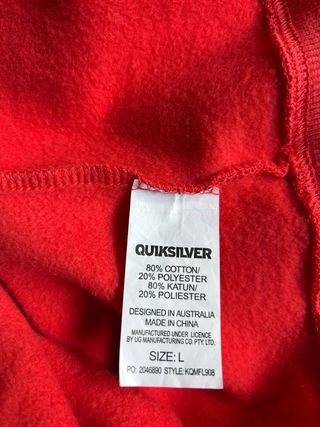 QUIKSILVER
80% COTTON/
20% POLYESTER
80% KATUN/
20% POLIESTER
DESIGNED IN AUSTRALIA
MADE IN CHINA
MANUFACTURED UNDER LICENCE
BY UG MANUFACTURING CO. PTY. LTD.
SIZE: L
PO: 2046890 STYLE: KQMFL908